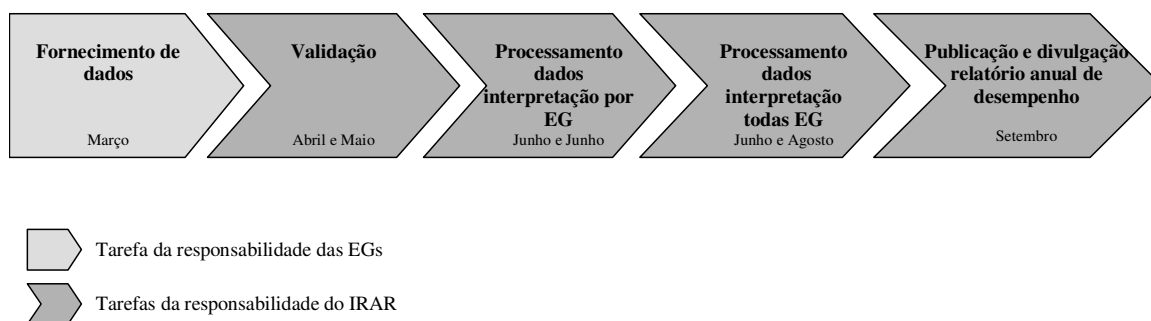 Fornecimento de
dados
Março
Validação
Abril e Maio
Processamento
dados
interpretação por
EG
Junho e Junho
Processamento
dados
interpretação
todas EG
Junho e Agosto
Publicação e divulgação
relatório anual de
desempenho
Setembro
Tarefa da responsabilidade das EGs
Tarefas da responsabilidade do IRAR